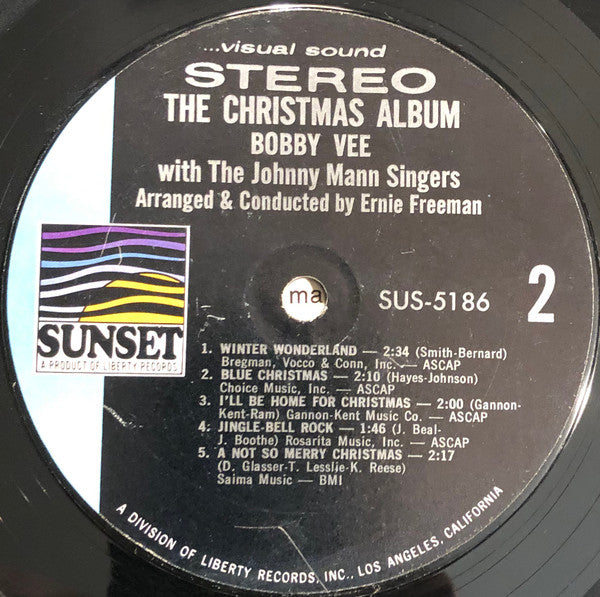 ...visual sound
STEREO
THE CHRISTMAS ALBUM
BOBBY VEE
with The Johnny Mann Singers
Arranged & Conducted by Ernie Freeman
SUNSET
A PRODUCT OF LIBERTY RECORDS
ma
SUS-5186
2
1. WINTER WONDERLAND — 2:34 (Smith-Bernard)
Bregman, Vocco & Conn, Inc. — ASCAP
2. BLUE CHRISTMAS — 2:10 (Hayes-Johnson)
Choice Music, Inc. — ASCAP
3. I'LL BE HOME FOR CHRISTMAS — 2:00 (Gannon-
Kent-Ram) Gannon-Kent Music Co. — ASCAP
4. JINGLE-BELL ROCK — 1:46 (J. Beal-
J. Boothe) Rosarita Music, Inc. — ASCAP
5. A NOT SO MERRY CHRISTMAS — 2:17
(D. Glasser-T. Lesslie-K. Reese)
Saima Music — BMI
A DIVISION OF LIBERTY RECORDS, INC., LOS ANGELES, CALIFORNIA